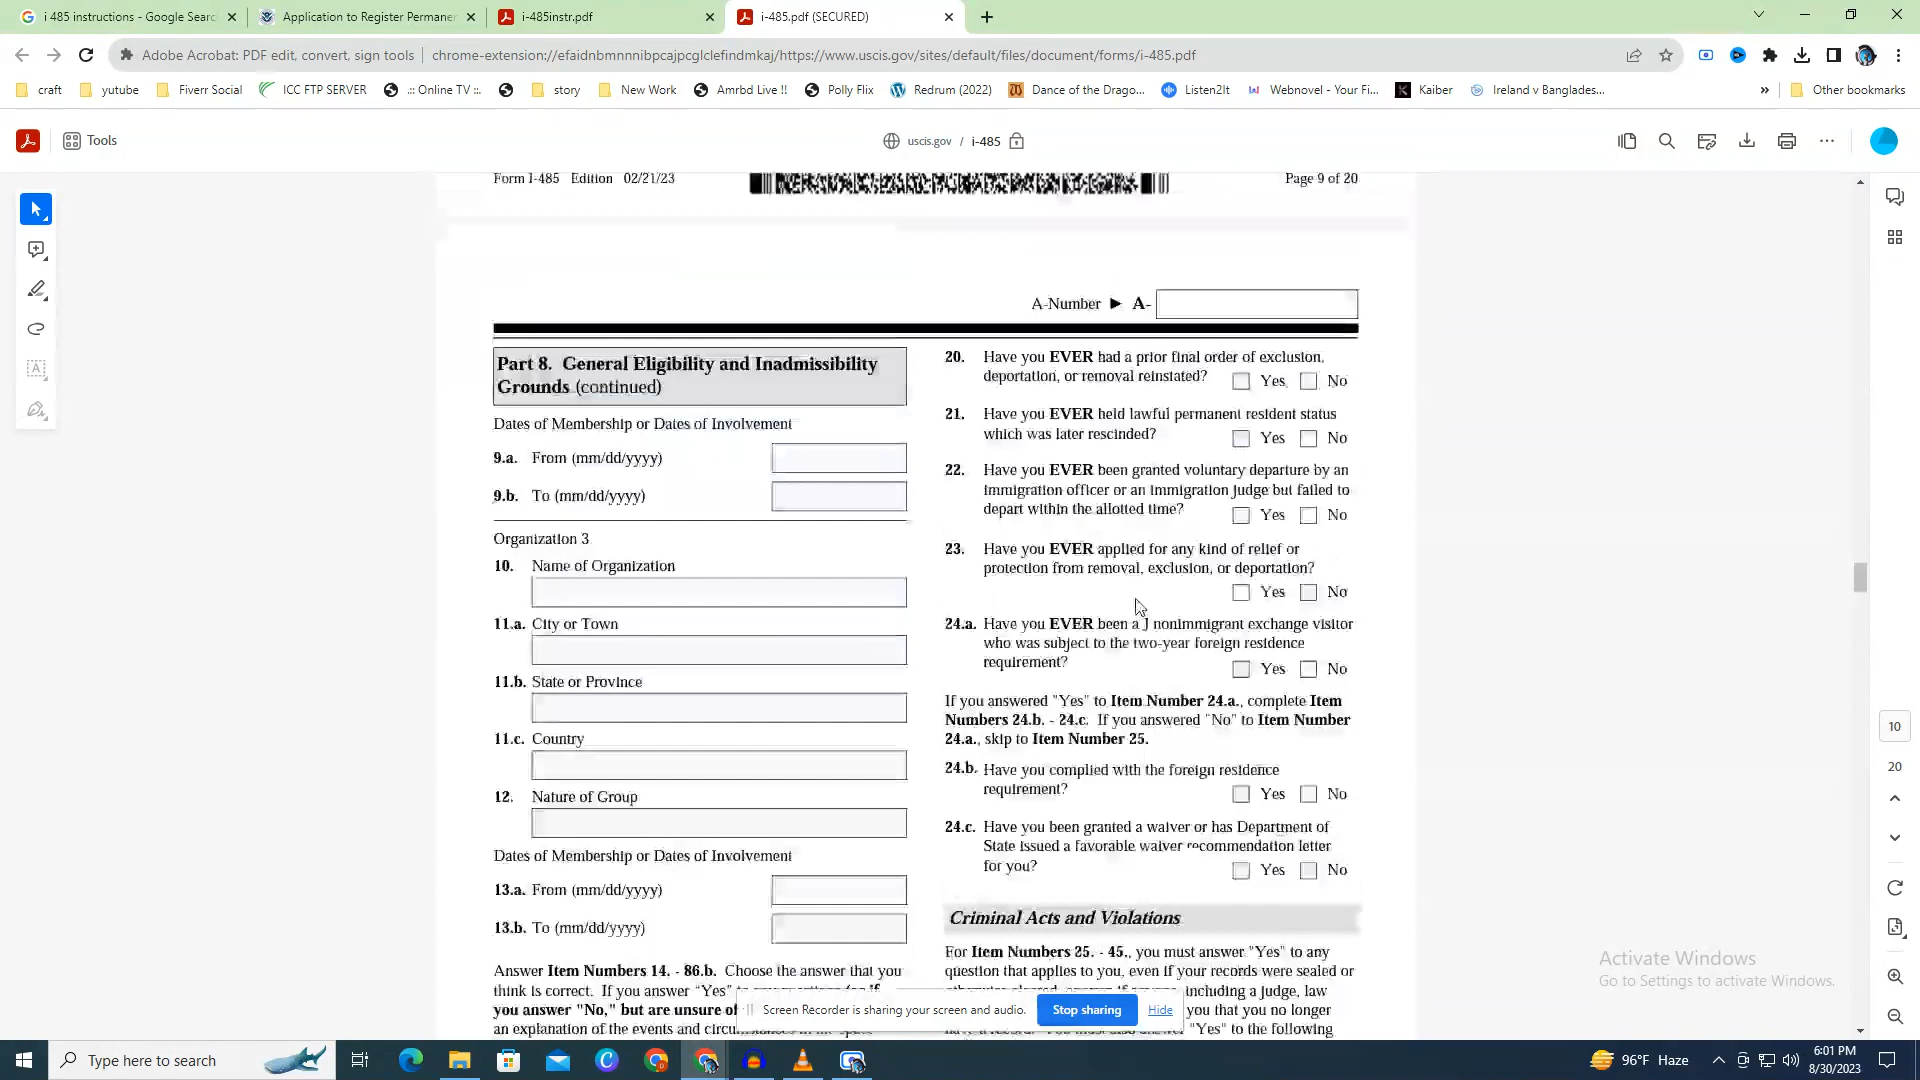 i 485 instructions - Google Searc
Application to Register Permaner
i-485instr.pdf
i-485.pdf (SECURED)
Adobe Acrobat: PDF edit, convert, sign tools
chrome-extension://efaidnbmnnnibpcajpcglclefindmkaj/https://www.uscis.gov/sites/default/files/document/forms/i-485.pdf
craft
yutube
Fiverr Social
ICC FTP SERVER
.:: Online TV ::.
story
New Work
Amrbd Live !!
Polly Flix
Redrum (2022)
Dance of the Drago...
Listen2It
Webnovel - Your Fi...
Kaiber
Ireland v Banglades...
»
Other bookmarks
Tools
uscis.gov / i-485
Form I-485 Edition 02/21/23
Page 9 of 20
A-Number ► A-
Part 8. General Eligibility and Inadmissibility
Grounds (continued)
Dates of Membership or Dates of Involvement
9.a. From (mm/dd/yyyy)
9.b. To (mm/dd/yyyy)
Organization 3
10. Name of Organization
11.a. City or Town
11.b. State or Province
11.c. Country
12. Nature of Group
Dates of Membership or Dates of Involvement
13.a. From (mm/dd/yyyy)
13.b. To (mm/dd/yyyy)
Answer Item Numbers 14. - 86.b. Choose the answer that you
think is correct. If you answer "Yes"
you answer "No," but are unsure of
an explanation of the events and
20. Have you EVER had a prior final order of exclusion,
deportation, or removal reinstated? Yes No
21. Have you EVER held lawful permanent resident status
which was later rescinded? Yes No
22. Have you EVER been granted voluntary departure by an
immigration officer or an immigration judge but failed to
depart within the allotted time? Yes No
23. Have you EVER applied for any kind of relief or
protection from removal, exclusion, or deportation?
Yes No
24.a. Have you EVER been a J nonimmigrant exchange visitor
who was subject to the two-year foreign residence
requirement? Yes No
If you answered "Yes" to Item Number 24.a., complete Item
Numbers 24.b. - 24.c. If you answered "No" to Item Number
24.a., skip to Item Number 25.
24.b. Have you complied with the foreign residence
requirement? Yes No
24.c. Have you been granted a waiver or has Department of
State issued a favorable waiver recommendation letter
for you? Yes No
Criminal Acts and Violations
For Item Numbers 25. - 45., you must answer "Yes" to any
question that applies to you, even if your records were sealed or
including a judge, law
you that you no longer
"Yes" to the following
10
20
Activate Windows
Go to Settings to activate Windows.
Screen Recorder is sharing your screen and audio.
Stop sharing
Hide
Type here to search
96°F Haze
6:01 PM
8/30/2023